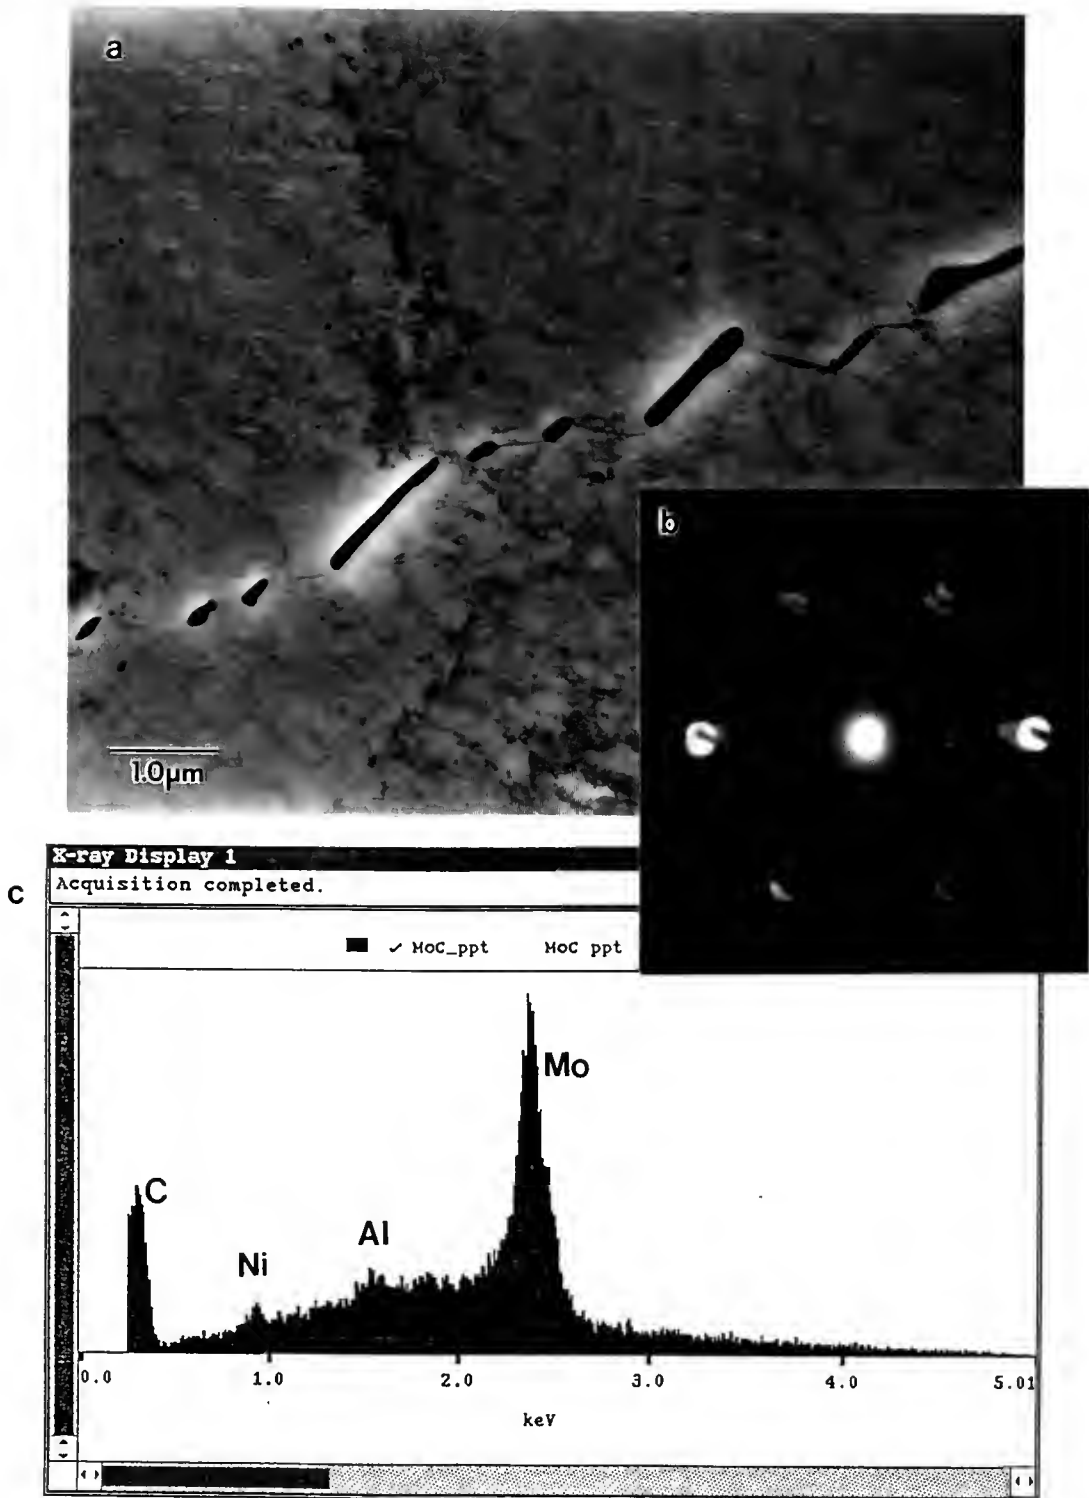 a
1.0µm
b
c
X-ray Display 1
Acquisition completed.
✓ MoC_ppt MoC ppt
Mo
C
Al
Ni
0.0 1.0 2.0 3.0 4.0 5.01
keV